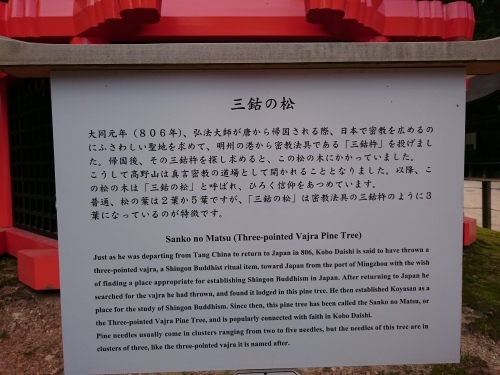 三鈷の松
大同元年(806年)、弘法大師が唐から帰国される際、日本で密教を広めるの
にふさわしい聖地を求めて、明州の港から密教法具である「三鈷杵」を投げまし
た。帰国後、その三鈷杵を探し求めると、この松の木にかかっていました。
こうして高野山は真言密教の道場として開かれることとなりました。以降、こ
の松の木は「三鈷の松」と呼ばれ、ひろく信仰をあつめています。
普通、松の葉は2葉か5葉ですが、「三鈷の松」は密教法具の三鈷杵のように3
葉になっているのが特徴です。
Sanko no Matsu (Three-pointed Vajra Pine Tree)
Just as he was departing from Tang China to return to Japan in 806, Kobo Daishi is said to have thrown a
three-pointed vajra, a Shingon Buddhist ritual item, toward Japan from the port of Mingzhou with the wish
of finding a place appropriate for establishing Shingon Buddhism in Japan. After returning to Japan he
searched for the vajra he had thrown, and found it lodged in this pine tree. He then established Koyasan as a
place for the study of Shingon Buddhism. Since then, this pine tree has been called the Sanko no Matsu, or
the Three-pointed Vajra Pine Tree, and is popularly connected with faith in Kobo Daishi.
Pine needles usually come in clusters ranging from two to five needles, but the needles of this tree are in
clusters of three, like the three-pointed vajra it is named after.